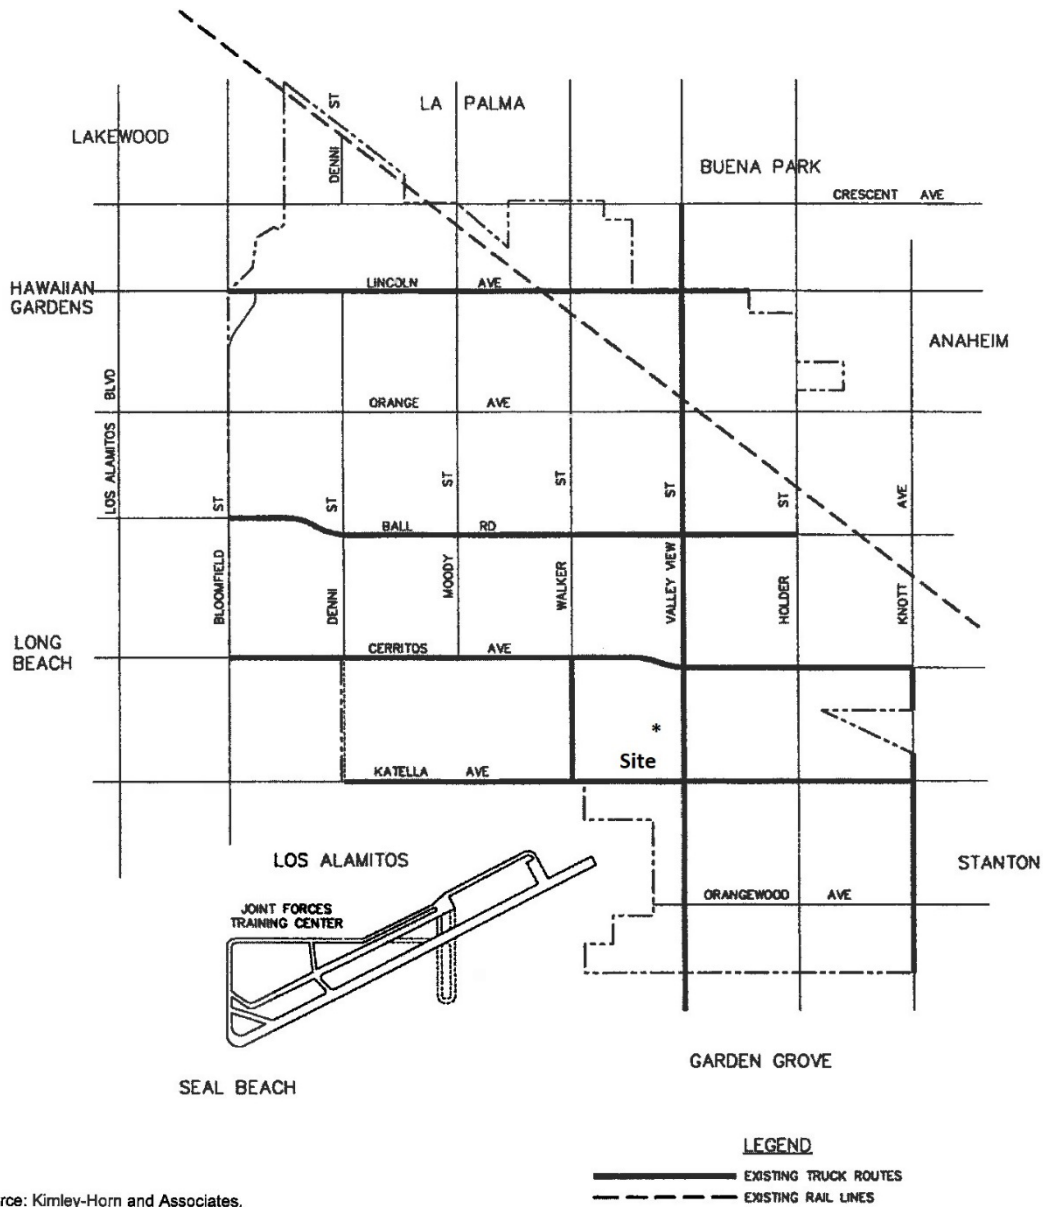 LA PALMA
LAKEWOOD
DENNI ST
BUENA PARK
CRESCENT AVE
HAWAIIAN
GARDENS
LINCOLN AVE
ANAHEIM
LOS ALAMITOS BLVD
ORANGE AVE
BLOOMFIELD ST
DENNI ST
MOODY ST
WALKER ST
VALLEY VIEW ST
HOLDER ST
KNOTT AVE
BALL RD
LONG
BEACH
CERRITOS AVE
*
Site
KATELLA AVE
LOS ALAMITOS
STANTON
ORANGEWOOD AVE
JOINT FORCES
TRAINING CENTER
GARDEN GROVE
SEAL BEACH
LEGEND
EXISTING TRUCK ROUTES
EXISTING RAIL LINES
rce: Kimley-Horn and Associates.